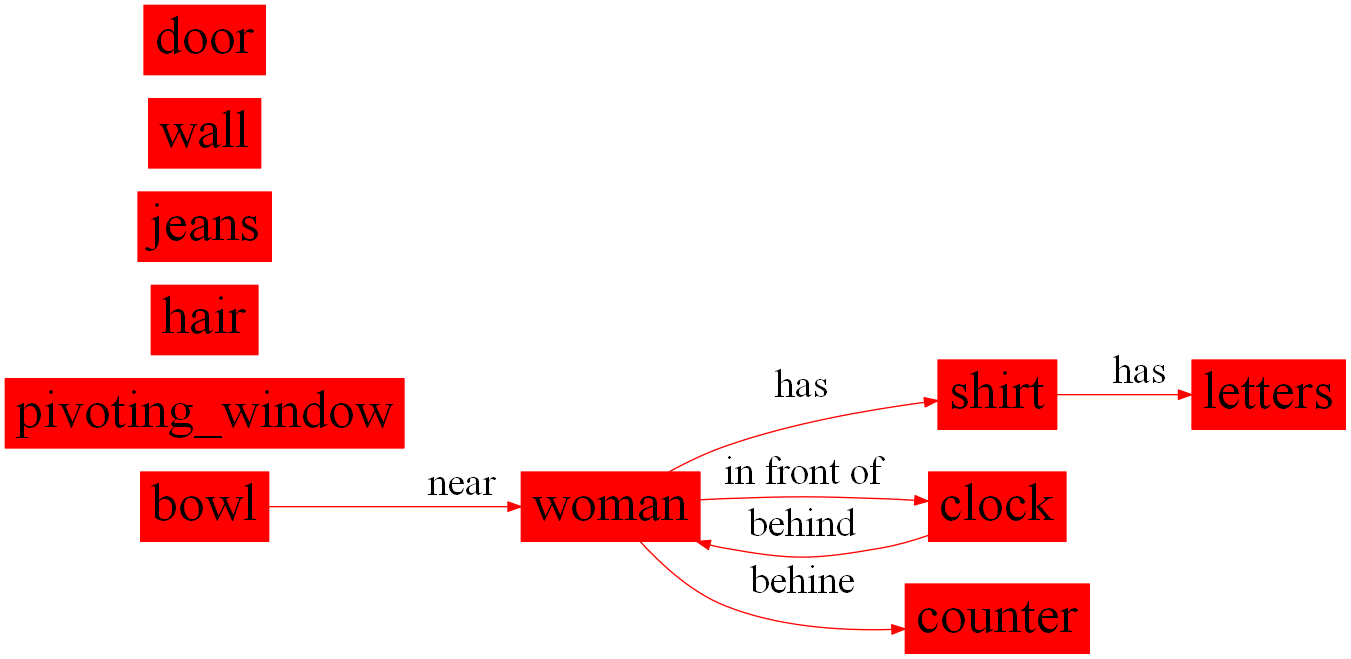 door
wall
jeans
hair
pivoting_window
bowl
near
woman
has
shirt
has
letters
in front of
clock
behind
behine
counter